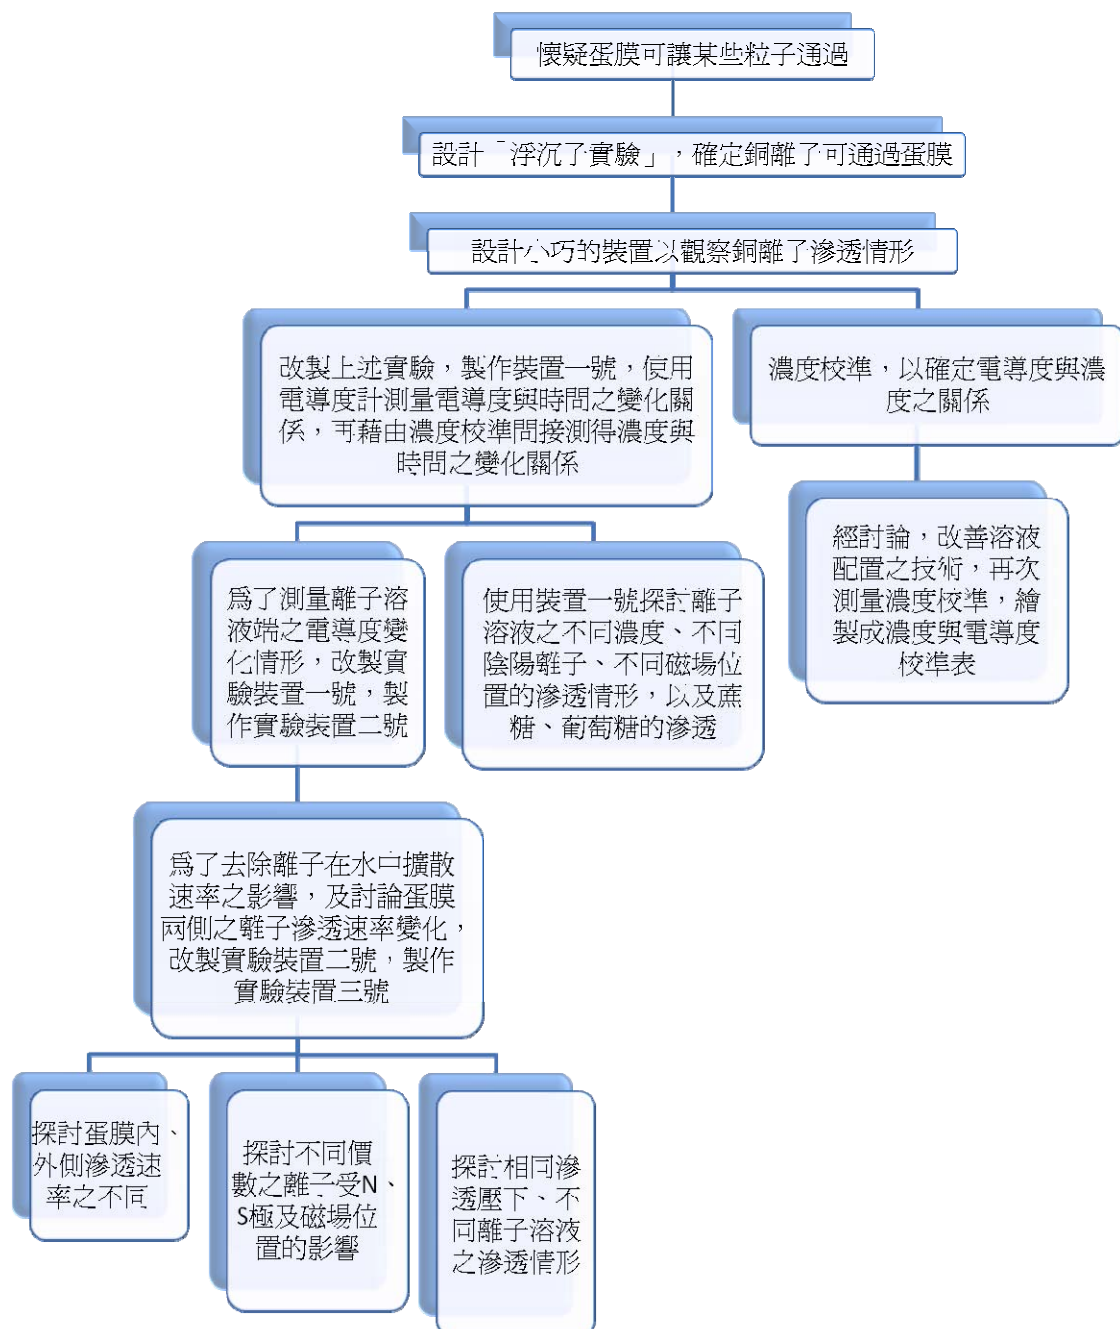 懷疑蛋膜可讓某些粒子通過
設計「浮沉子實驗」,確定銅離子可通過蛋膜
設計小巧的裝置以觀察銅離子滲透情形
改製上述實驗,製作裝置一號,使用
電導度計測量電導度與時間之變化關
係,再藉由濃度校準間接測得濃度與
時間之變化關係
濃度校準,以確定電導度與濃
度之關係
為了測量離子溶
液端之電導度變
化情形,改製實
驗裝置一號,製
作實驗裝置二號
使用裝置一號探討離子
溶液之不同濃度、不同
陰陽離子、不同磁場位
置的滲透情形,以及蔗
糖、葡萄糖的滲透
經討論,改善溶液
配置之技術,再次
測量濃度校準,繪
製成濃度與電導度
校準表
為了去除離子在水中擴散
速率之影響,及討論蛋膜
兩側之離子滲透速率變化,
改製實驗裝置二號,製作
實驗裝置三號
探討蛋膜內、
外側滲透速
率之不同
探討不同價
數之離子受N、
S極及磁場位
置的影響
探討相同滲
透壓下、不
同離子溶液
之滲透情形